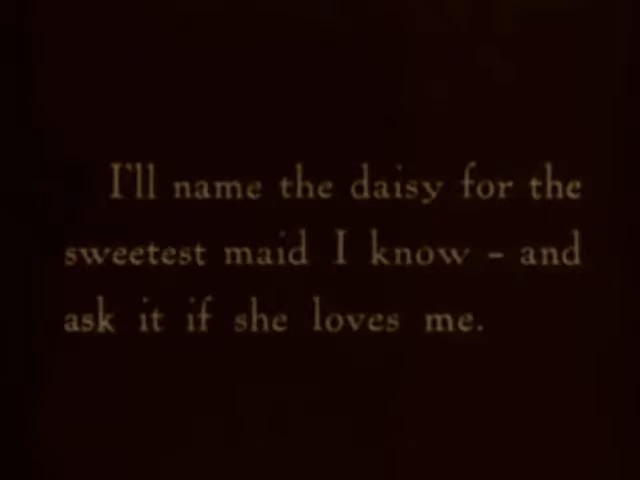 I'll name the daisy for the
sweetest maid I know - and
ask it if she loves me.